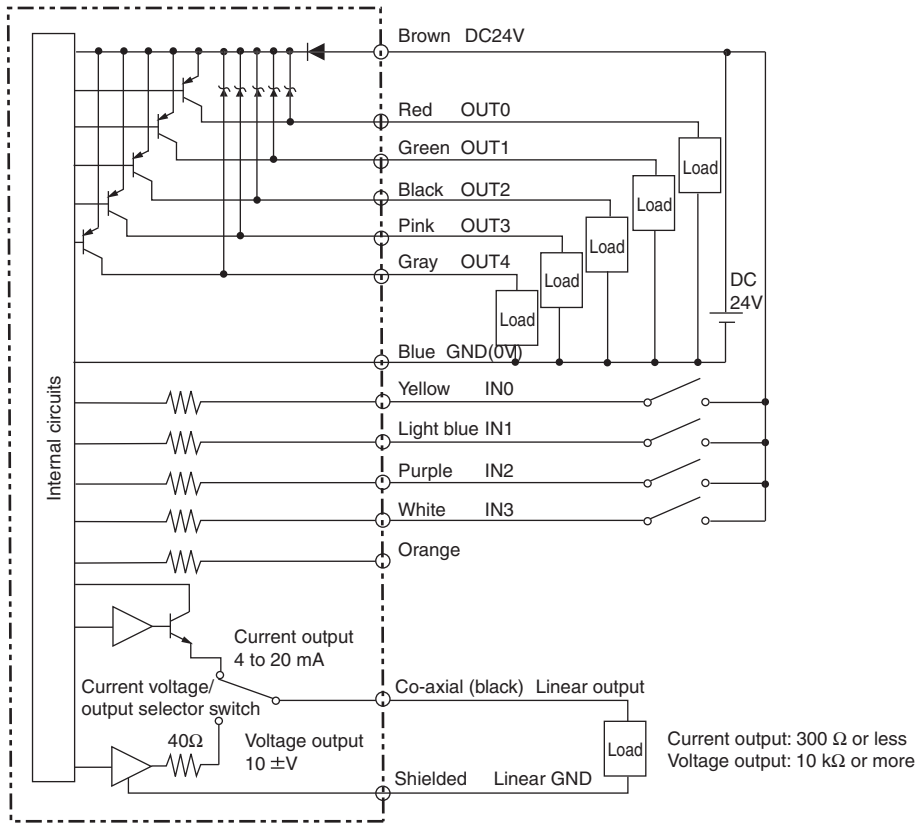 Brown DC24V
Red OUT0
Green OUT1
Load
Black OUT2
Load
Pink OUT3
Load
Gray OUT4
Load
DC
24V
Load
Blue GND(0V)
Internal circuits
Yellow IN0
Light blue IN1
Purple IN2
White IN3
Orange
Current output
4 to 20 mA
Current voltage/
output selector switch
Co-axial (black) Linear output
40Ω
Voltage output
10 ±V
Load
Current output: 300 Ω or less
Voltage output: 10 kΩ or more
Shielded Linear GND